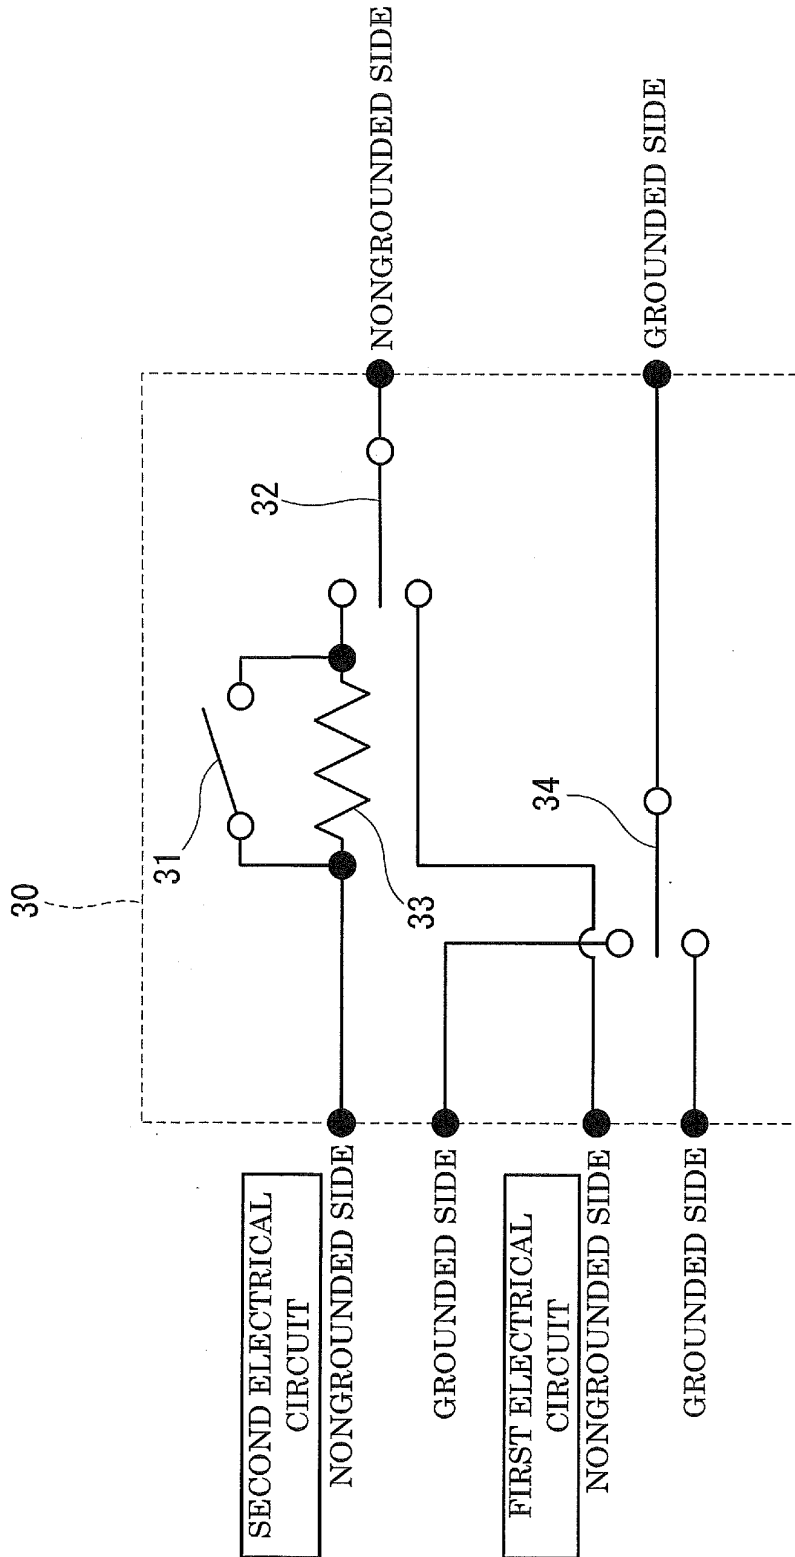 30
31
32
33
34
SECOND ELECTRICAL
CIRCUIT
NONGROUNDED SIDE
GROUNDED SIDE
FIRST ELECTRICAL
CIRCUIT
NONGROUNDED SIDE
GROUNDED SIDE
NONGROUNDED SIDE
GROUNDED SIDE